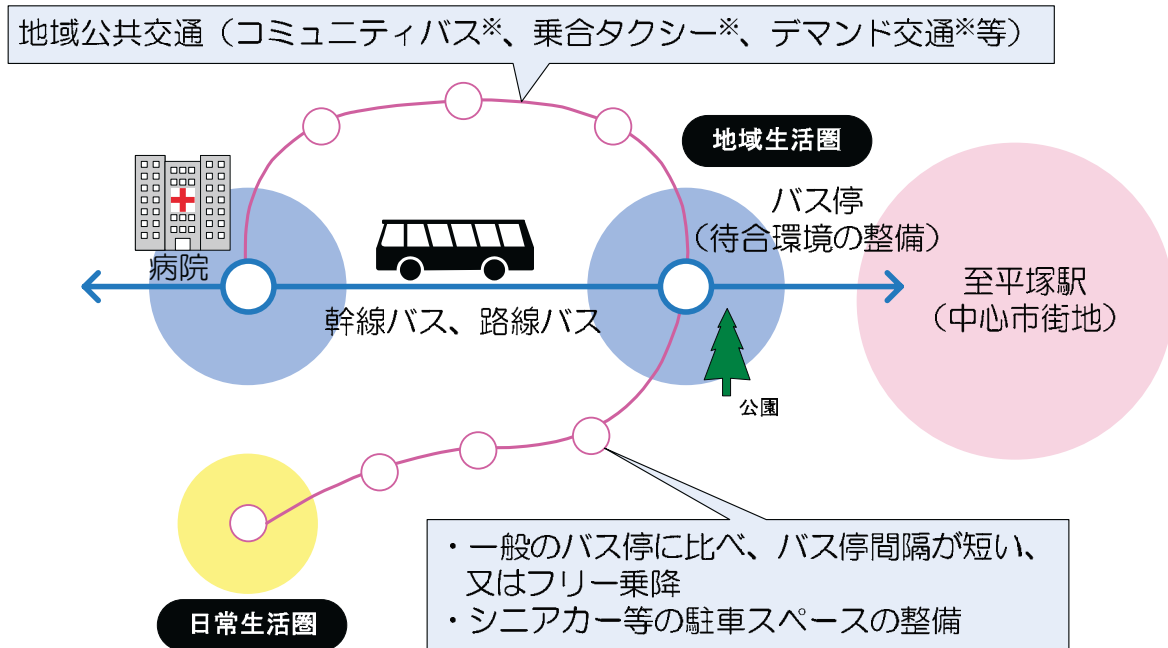 地域公共交通（コミュニティバス※、乗合タクシー※、デマンド交通※等）
地域生活圏
バス停
（待合環境の整備）
病院
至平塚駅
（中心市街地）
幹線バス、路線バス
公園
・一般のバス停に比べ、バス停間隔が短い、
又はフリー乗降
・シニアカー等の駐車スペースの整備
日常生活圏